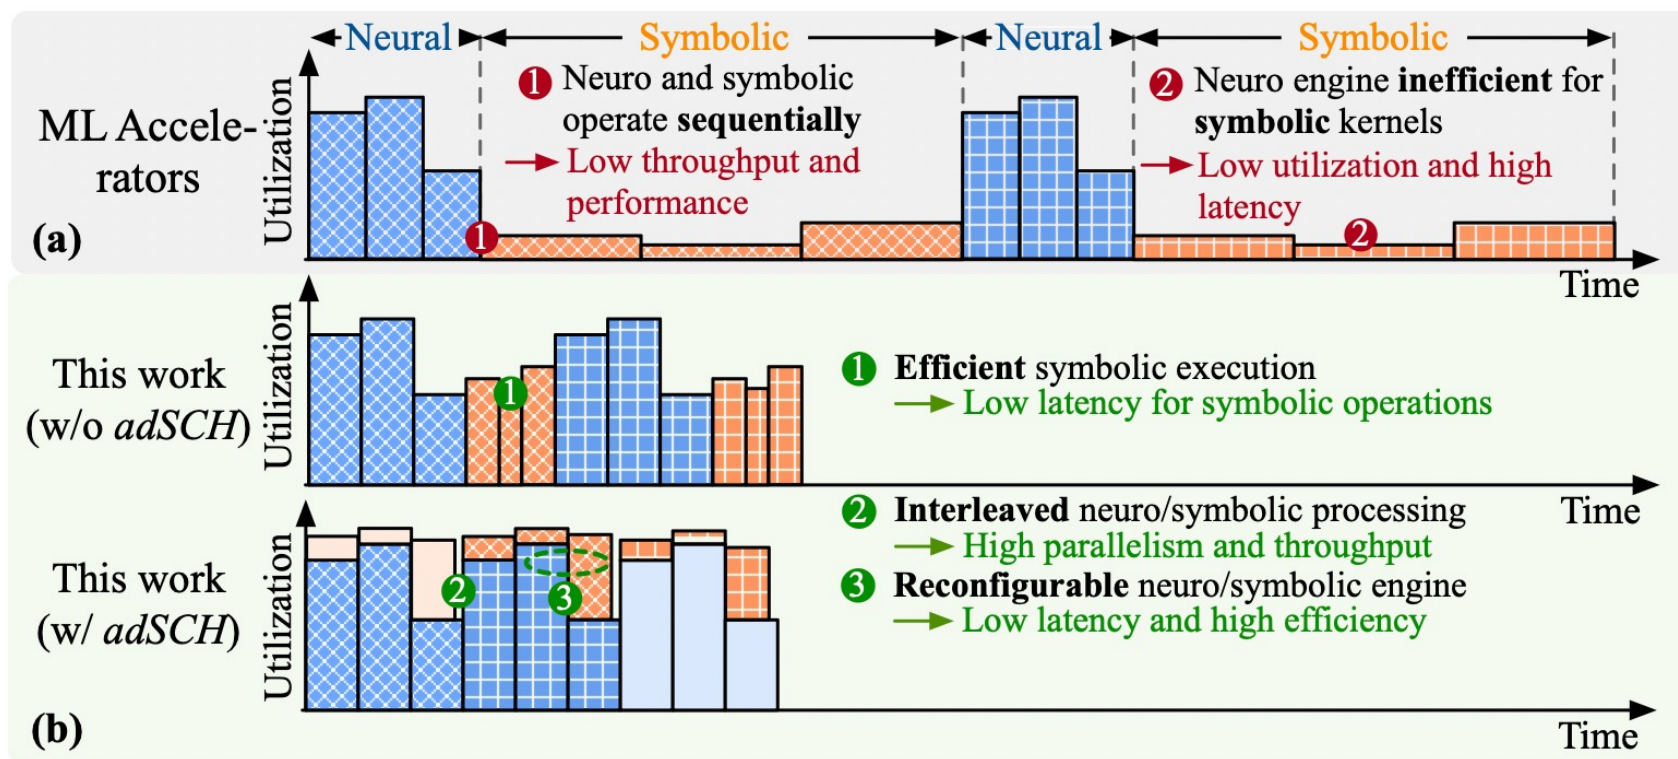 Neural
Symbolic
Neural
Symbolic
ML Accele-
rators
(a)
Utilization
1 Neuro and symbolic
operate sequentially
Low throughput and
performance
2 Neuro engine inefficient for
symbolic kernels
Low utilization and high
latency
1
2
Time
This work
(w/o adSCH)
Utilization
1
1 Efficient symbolic execution
Low latency for symbolic operations
Time
This work
(w/ adSCH)
(b)
Utilization
2
3
2 Interleaved neuro/symbolic processing
High parallelism and throughput
3 Reconfigurable neuro/symbolic engine
Low latency and high efficiency
Time